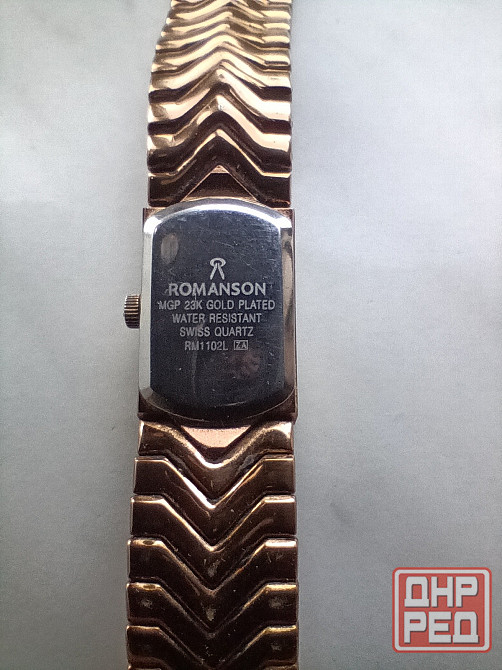 ROMANSON
MGP 23K GOLD PLATED
WATER RESISTANT
SWISS QUARTZ
RM1102L ZA
ДНР
РЕД